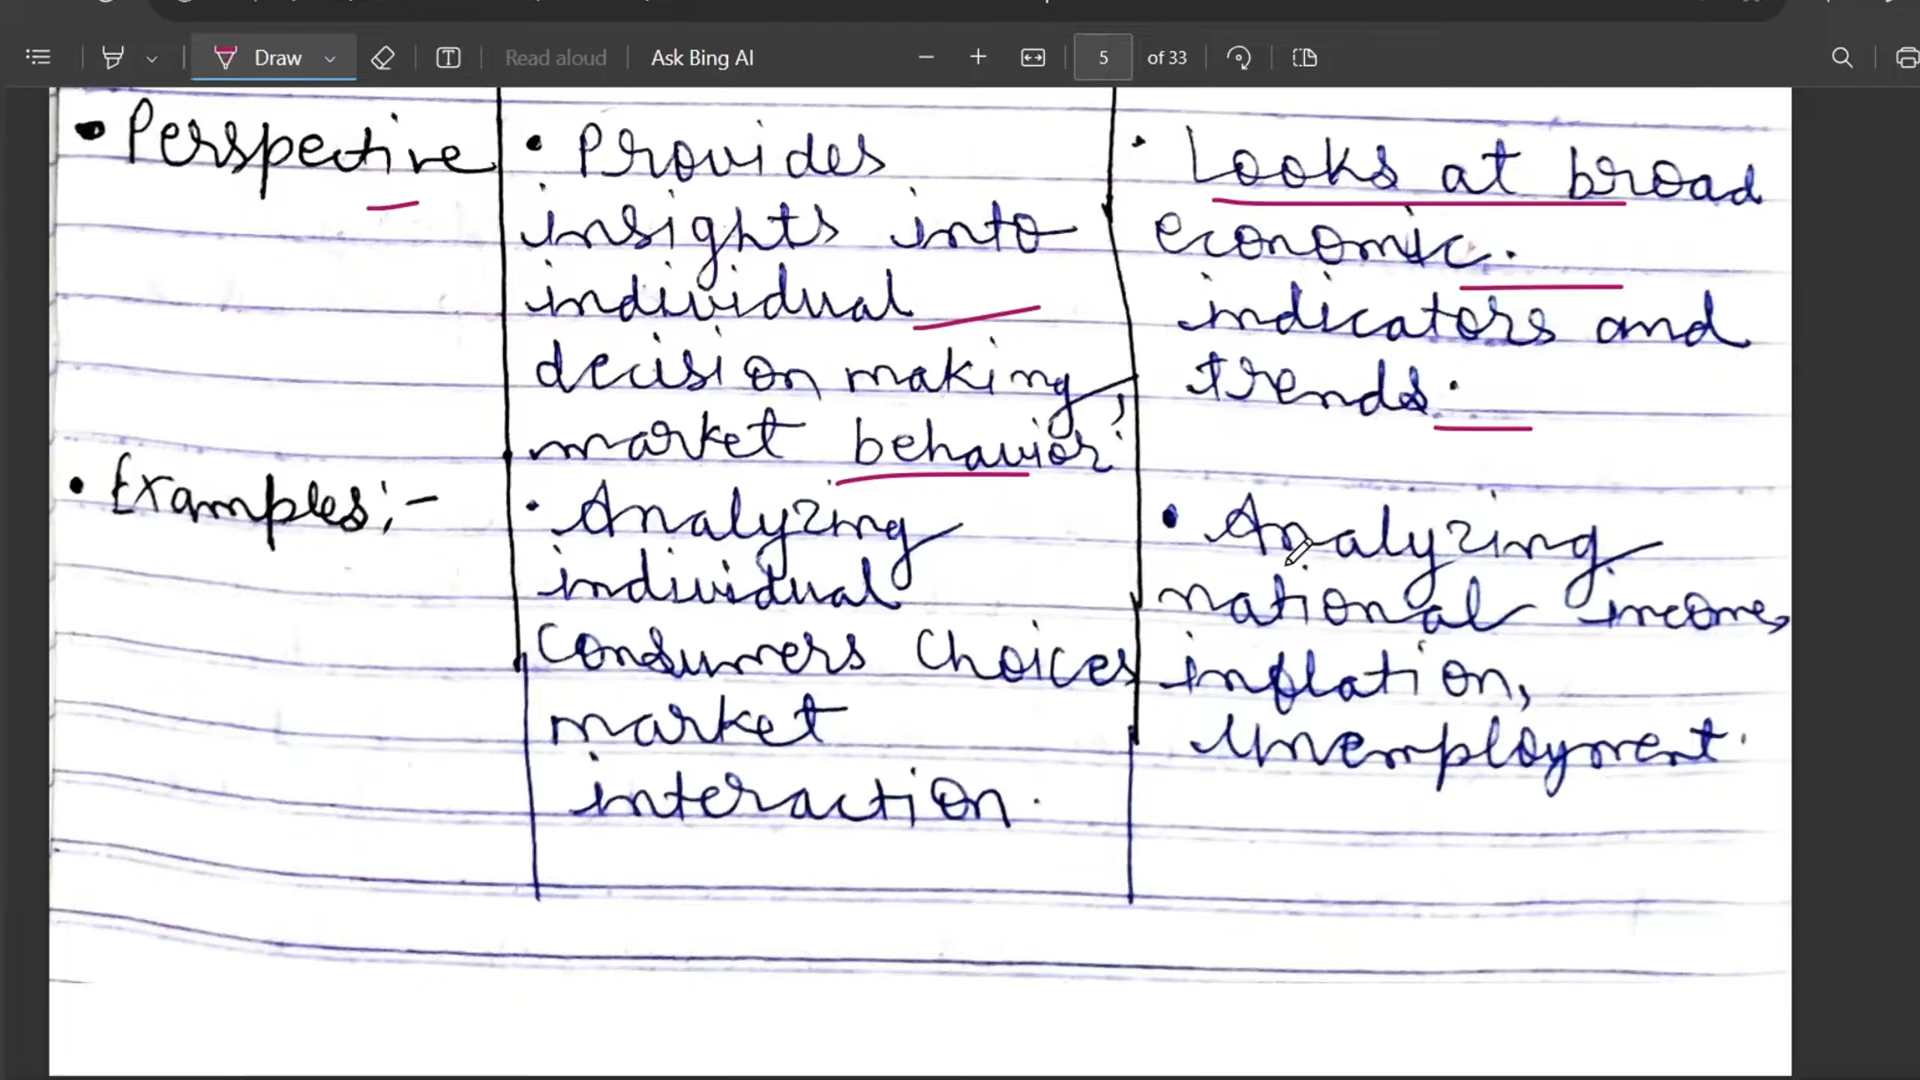 Draw
Read aloud
Ask Bing AI
5
of 33
• Perspective
• Provides
insights into
individual
decision making,
market behavior.
• Looks at broad
economic.
indicators and
trends.
• Examples:-
• Analyzing
individual
Consumers Choices
market
interaction.
• Analyzing
national income,
inflation,
Unemployment.